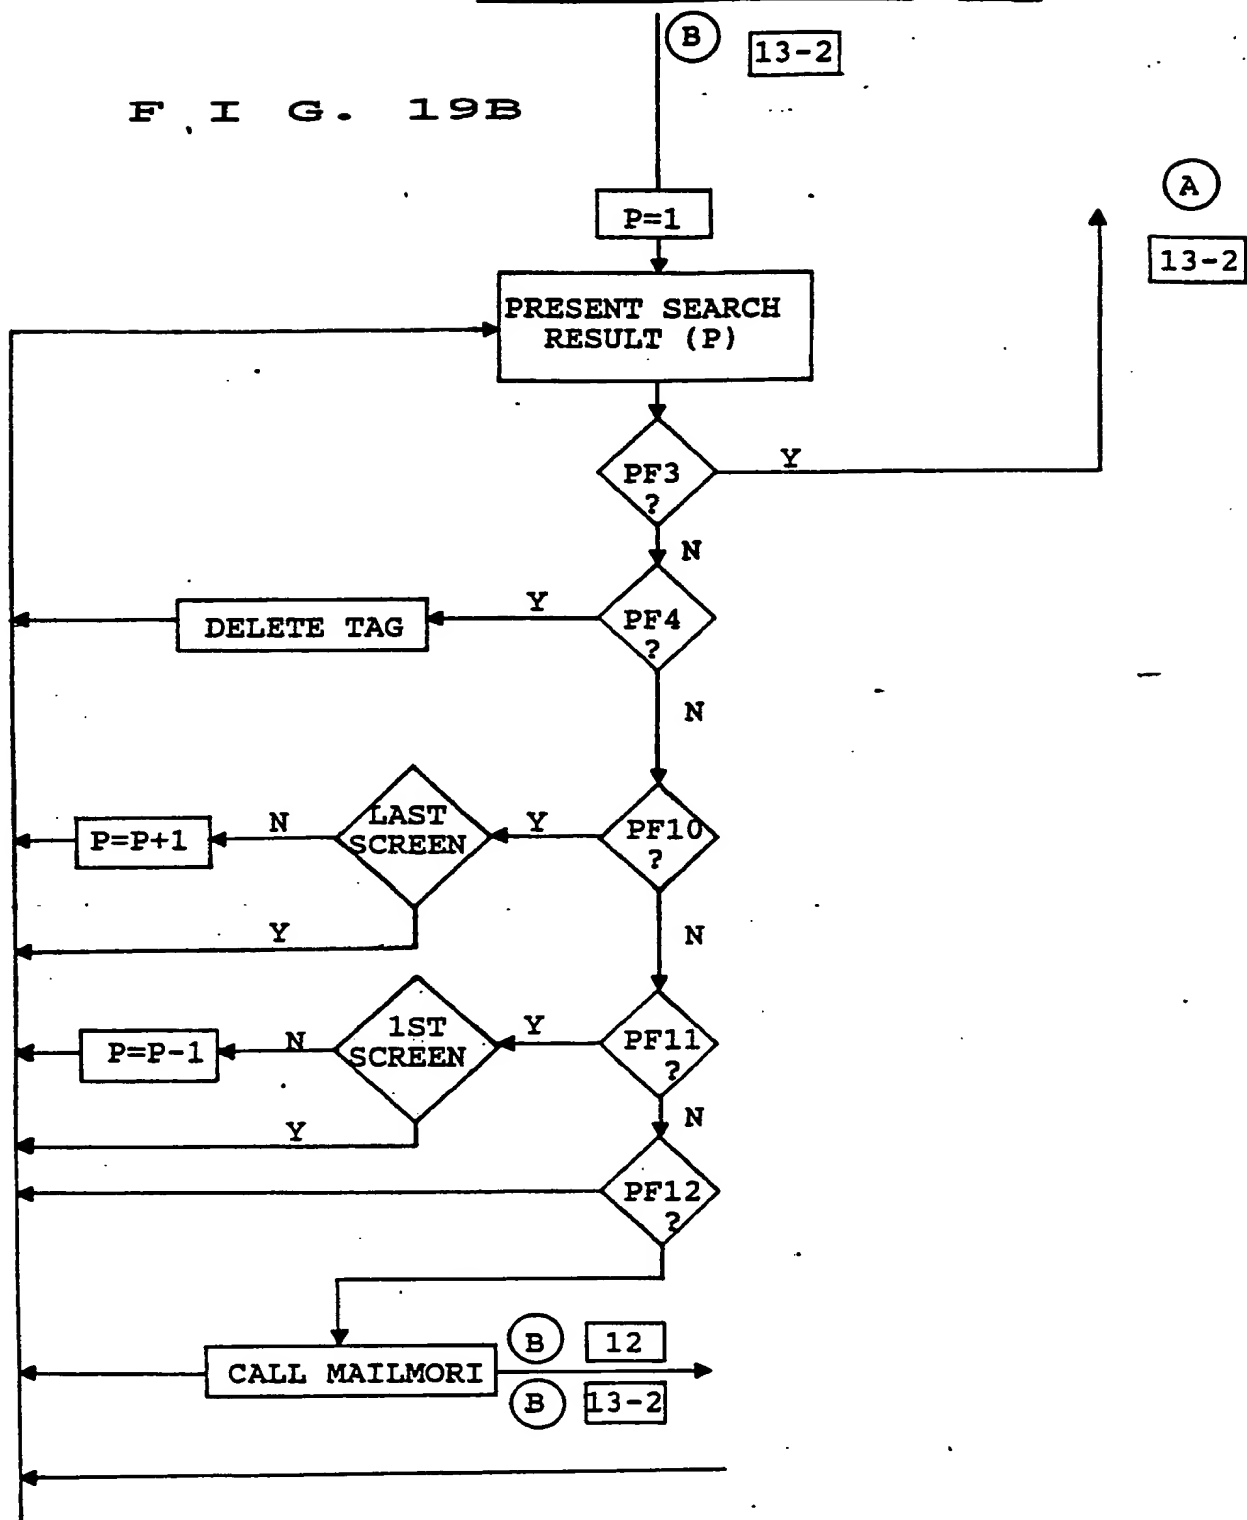 B
13-2
F I G. 19B
A
P=1
13-2
PRESENT SEARCH
RESULT (P)
Y
PF3
?
N
Y
DELETE TAG
PF4
?
N
LAST
SCREEN
N
Y
P=P+1
PF10
?
Y
N
1ST
SCREEN
N
Y
P=P-1
PF11
?
Y
N
PF12
?
B
12
CALL MAILMORI
B
13-2